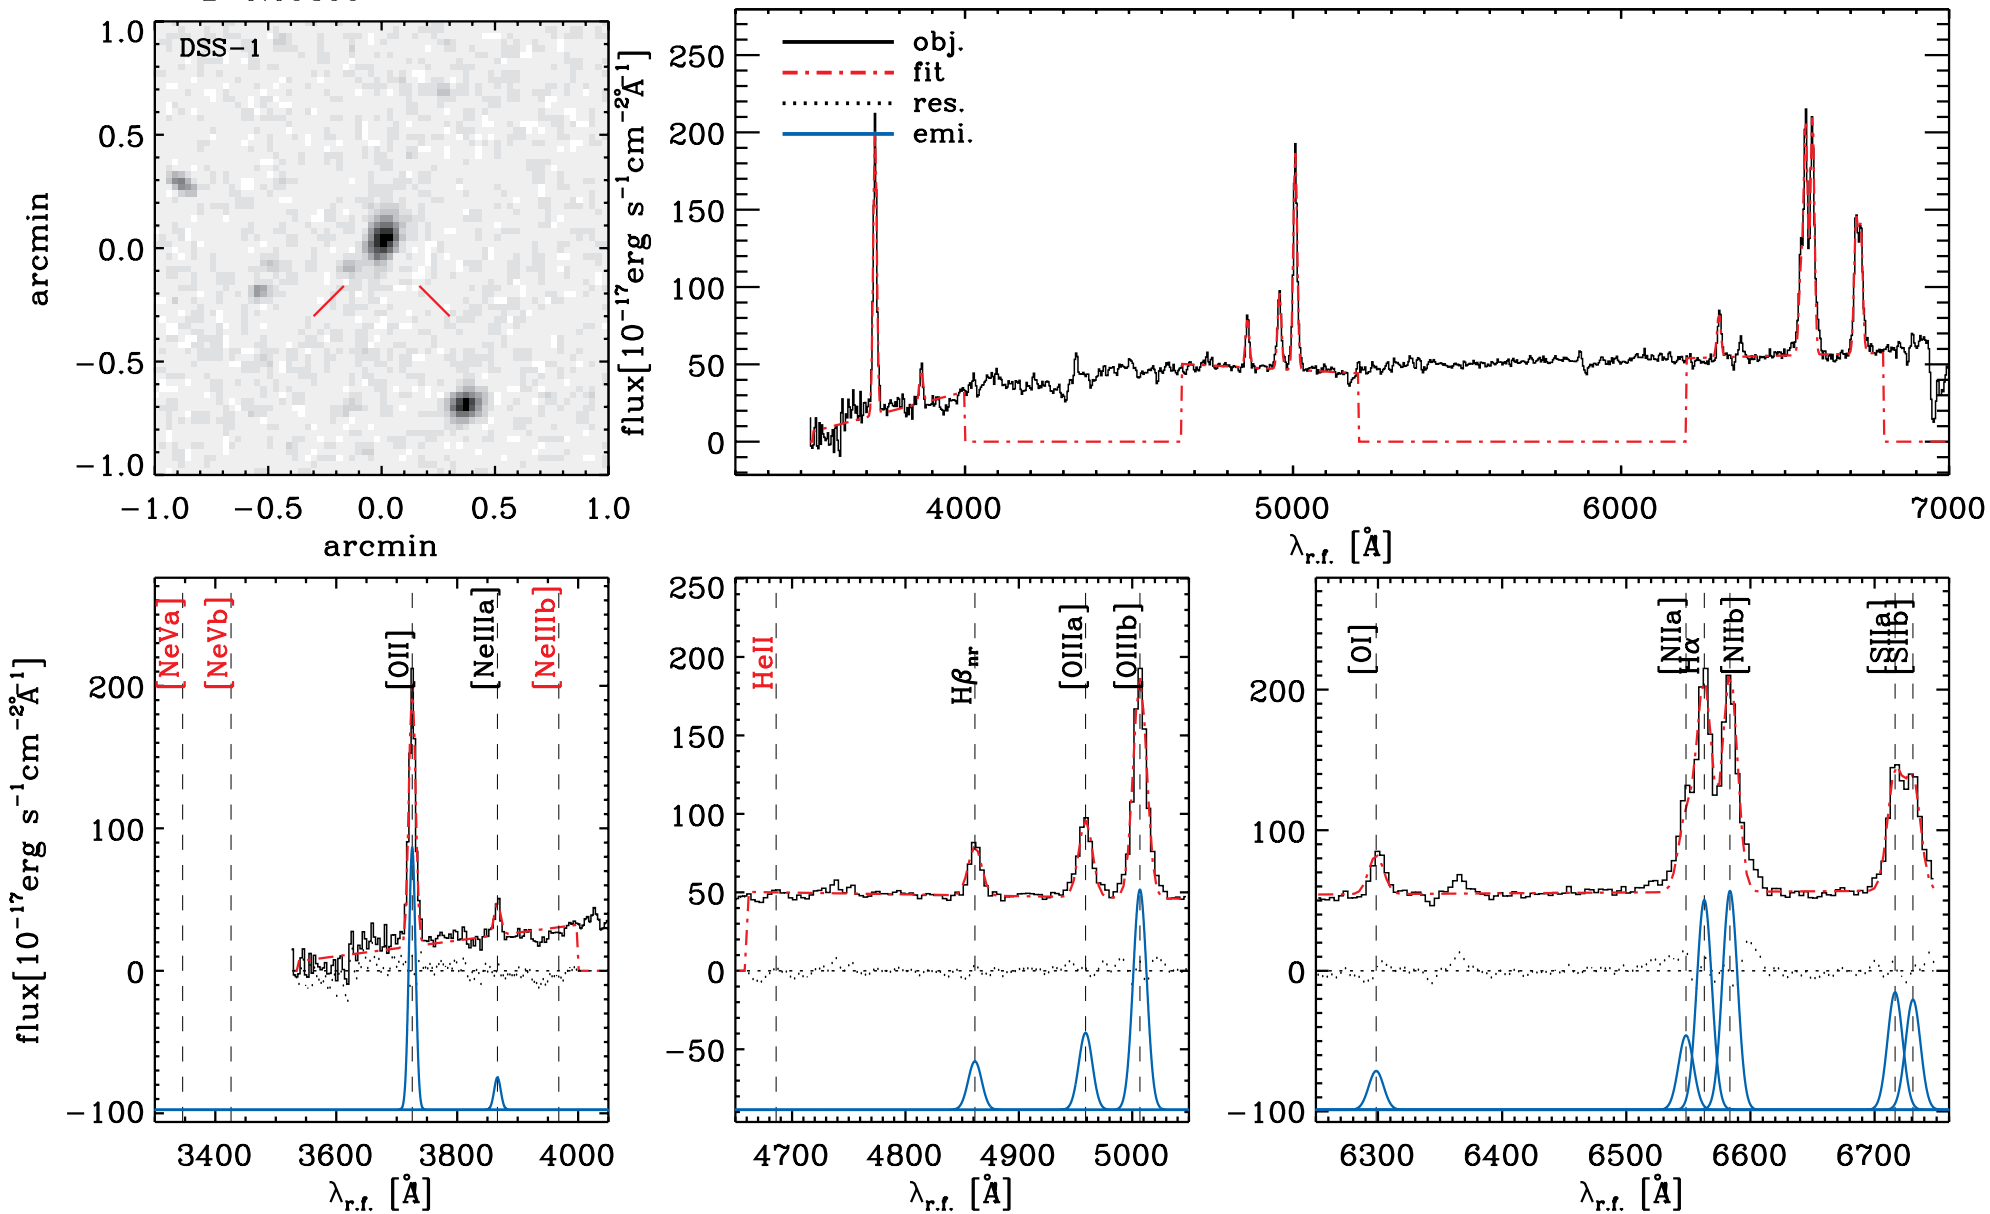 DSS-1
1.0
0.5
0.0
−0.5
−1.0
arcmin
−1.0 −0.5 0.0 0.5 1.0
arcmin
obj.
fit
res.
emi.
250
200
150
100
50
0
flux[10⁻¹⁷erg s⁻¹cm⁻²Å⁻¹]
4000 5000 6000 7000
λr.f. [Å]
[NeVa]
[NeVb]
[OII]
[NeIIIa]
[NeIIIb]
200
100
0
−100
flux[10⁻¹⁷erg s⁻¹cm⁻²Å⁻¹]
3400 3600 3800 4000
λr.f. [Å]
HeII
Hβnr
[OIIIa]
[OIIIb]
250
200
150
100
50
0
−50
4700 4800 4900 5000
λr.f. [Å]
[OI]
[NIIa]
Hα
[NIIb]
[SIIa]
[SIIb]
200
100
0
−100
6300 6400 6500 6600 6700
λr.f. [Å]